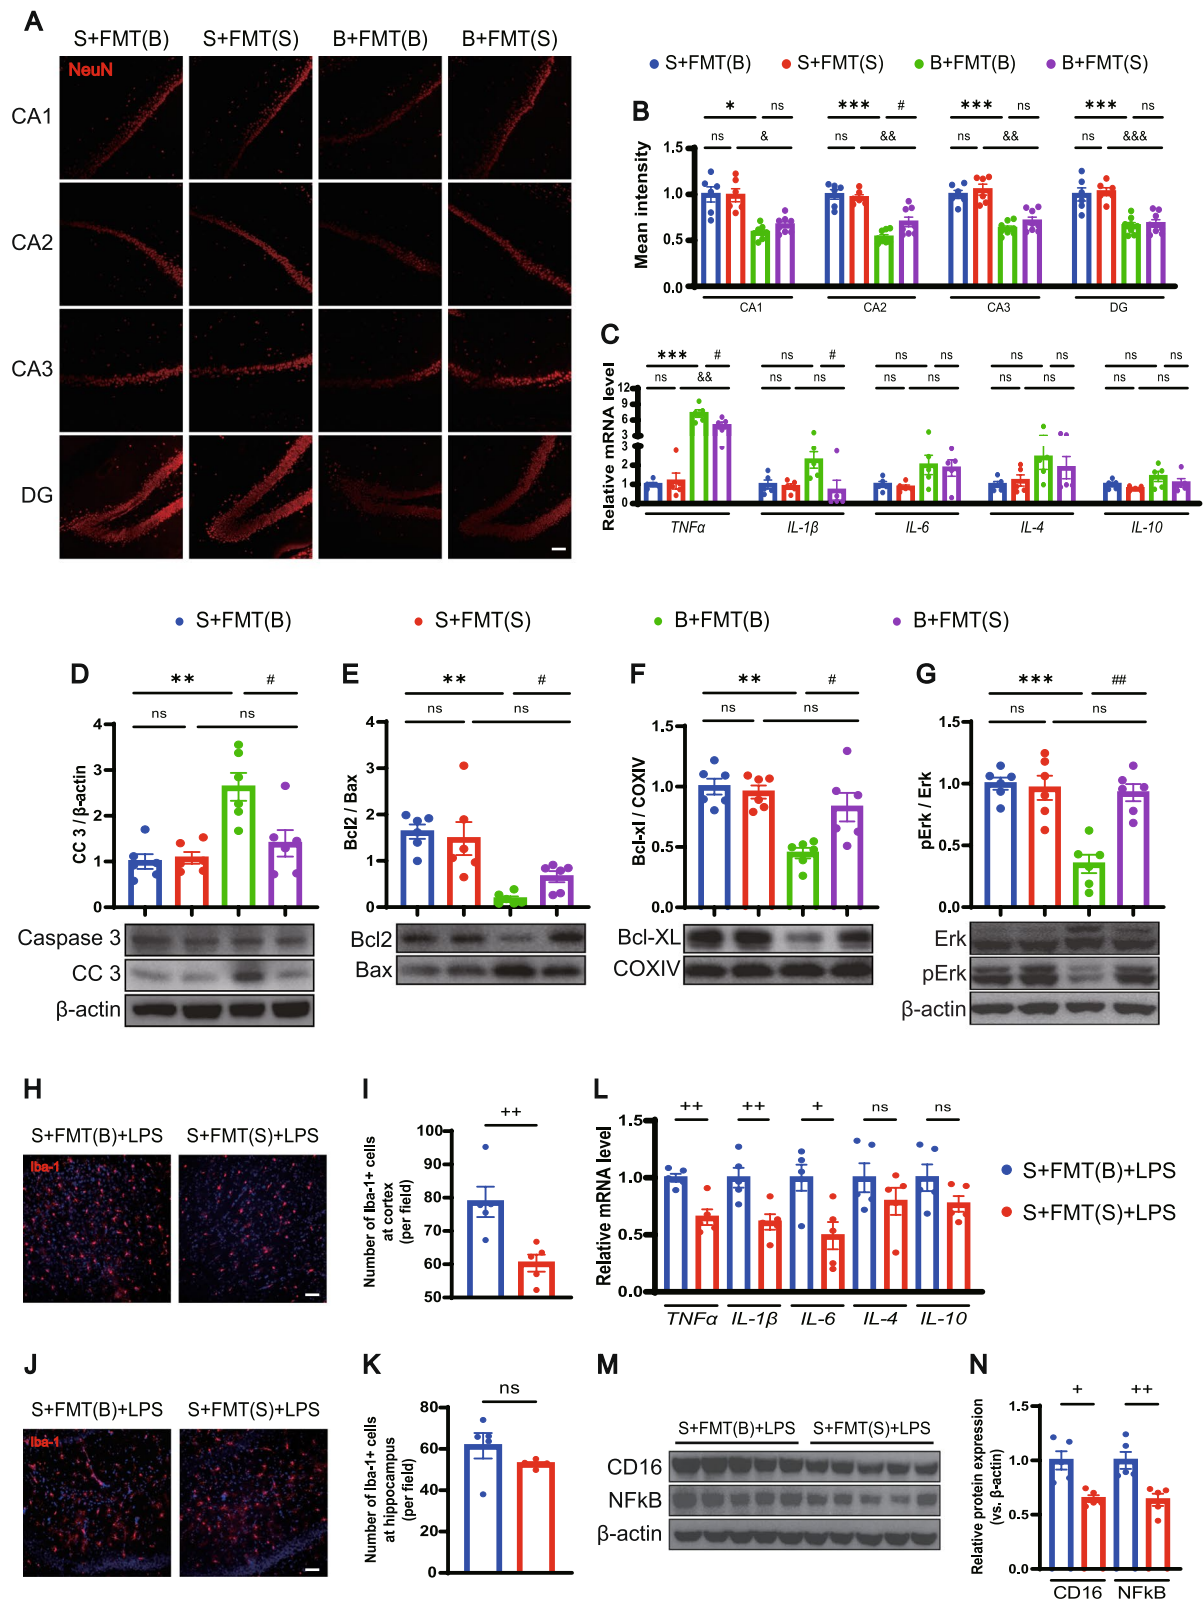 A
S+FMT(B) S+FMT(S) B+FMT(B) B+FMT(S)
NeuN
CA1
CA2
CA3
DG
S+FMT(B) S+FMT(S) B+FMT(B) B+FMT(S)
B
* ns *** # *** ns *** ns
ns & ns && ns && ns &&&
Mean intensity
1.5
1.0
0.5
0.0
CA1 CA2 CA3 DG
C
*** # ns # ns ns ns ns ns ns
ns && ns ns ns ns ns ns ns ns
Relative mRNA level
12
9
6
3
3
2
1
0
TNFα IL-1β IL-6 IL-4 IL-10
S+FMT(B) S+FMT(S) B+FMT(B) B+FMT(S)
D
** #
ns ns
CC 3 / β-actin
4
3
2
1
0
Caspase 3
CC 3
β-actin
E
** #
ns ns
Bcl2 / Bax
4
3
2
1
0
Bcl2
Bax
F
** #
ns ns
Bcl-xl / COXIV
1.5
1.0
0.5
0.0
Bcl-XL
COXIV
G
*** ##
ns ns
pErk / Erk
1.5
1.0
0.5
0.0
Erk
pErk
β-actin
H
S+FMT(B)+LPS S+FMT(S)+LPS
Iba-1
I
++
Number of Iba-1+ cells
at cortex
(per field)
100
90
80
70
60
50
L
++ ++ + ns ns
Relative mRNA level
1.5
1.0
0.5
0.0
TNFα IL-1β IL-6 IL-4 IL-10
S+FMT(B)+LPS
S+FMT(S)+LPS
J
S+FMT(B)+LPS S+FMT(S)+LPS
Iba-1
K
ns
Number of Iba-1+ cells
at hippocampus
(per field)
80
60
40
20
0
M
S+FMT(B)+LPS S+FMT(S)+LPS
CD16
NFkB
β-actin
N
+ ++
Relative protein expression
(vs. β-actin)
1.5
1.0
0.5
0.0
CD16 NFkB